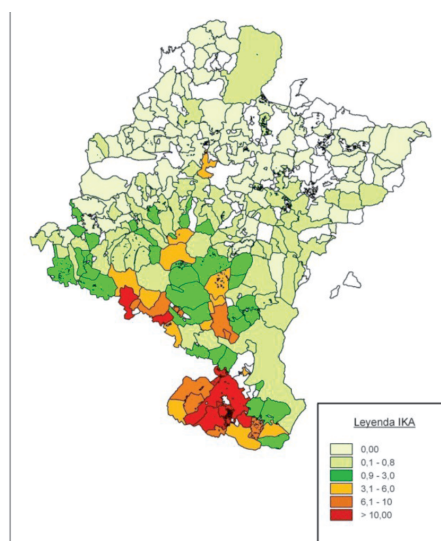 Leyenda IKA
0,00
0,1 - 0,8
0,9 - 3,0
3,1 - 6,0
6,1 - 10
> 10,00